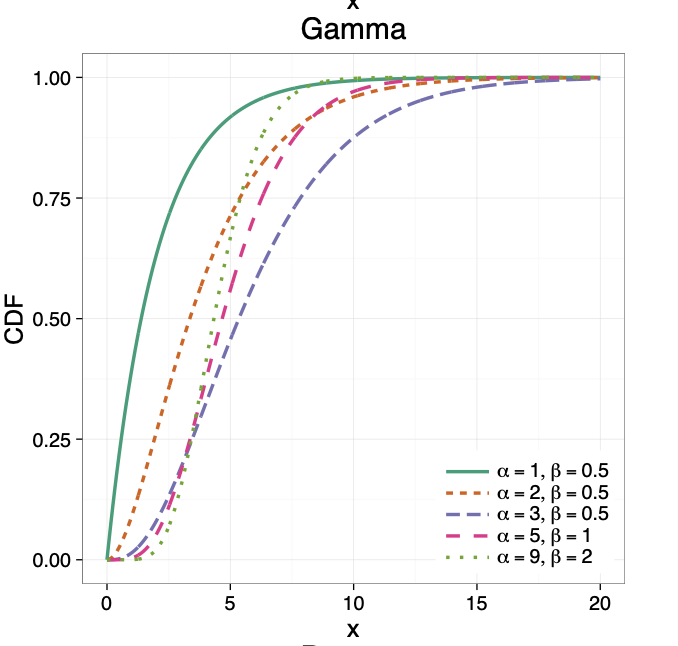 x
Gamma
CDF
1.00
0.75
0.50
0.25
0.00
α = 1, β = 0.5
α = 2, β = 0.5
α = 3, β = 0.5
α = 5, β = 1
α = 9, β = 2
0 5 10 15 20
x